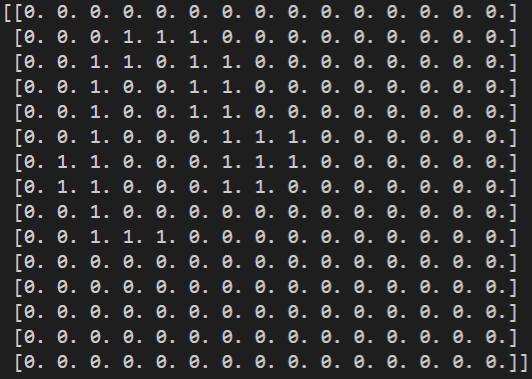 [[0. 0. 0. 0. 0. 0. 0. 0. 0. 0. 0. 0. 0. 0. 0.]
 [0. 0. 0. 1. 1. 1. 0. 0. 0. 0. 0. 0. 0. 0. 0.]
 [0. 0. 1. 1. 0. 1. 1. 0. 0. 0. 0. 0. 0. 0. 0.]
 [0. 0. 1. 0. 0. 1. 1. 0. 0. 0. 0. 0. 0. 0. 0.]
 [0. 0. 1. 0. 0. 1. 1. 0. 0. 0. 0. 0. 0. 0. 0.]
 [0. 0. 1. 0. 0. 0. 1. 1. 1. 0. 0. 0. 0. 0. 0.]
 [0. 1. 1. 0. 0. 0. 1. 1. 1. 0. 0. 0. 0. 0. 0.]
 [0. 1. 1. 0. 0. 0. 1. 1. 0. 0. 0. 0. 0. 0. 0.]
 [0. 0. 1. 0. 0. 0. 0. 0. 0. 0. 0. 0. 0. 0. 0.]
 [0. 0. 1. 1. 1. 0. 0. 0. 0. 0. 0. 0. 0. 0. 0.]
 [0. 0. 0. 0. 0. 0. 0. 0. 0. 0. 0. 0. 0. 0. 0.]
 [0. 0. 0. 0. 0. 0. 0. 0. 0. 0. 0. 0. 0. 0. 0.]
 [0. 0. 0. 0. 0. 0. 0. 0. 0. 0. 0. 0. 0. 0. 0.]
 [0. 0. 0. 0. 0. 0. 0. 0. 0. 0. 0. 0. 0. 0. 0.]
 [0. 0. 0. 0. 0. 0. 0. 0. 0. 0. 0. 0. 0. 0. 0.]]